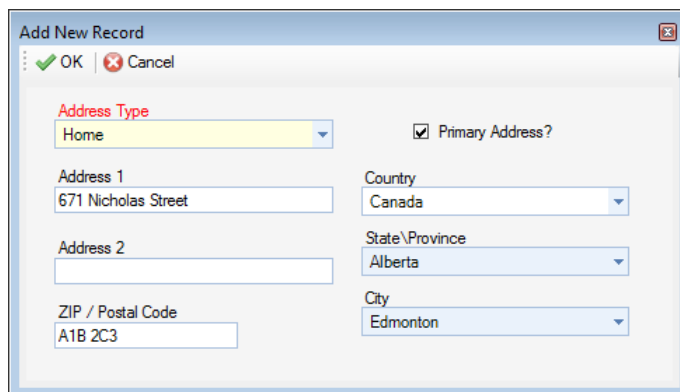 Add New Record
OK Cancel
Address Type
Home
Primary Address?
Address 1
671 Nicholas Street
Country
Canada
Address 2
State\Province
Alberta
ZIP / Postal Code
A1B 2C3
City
Edmonton